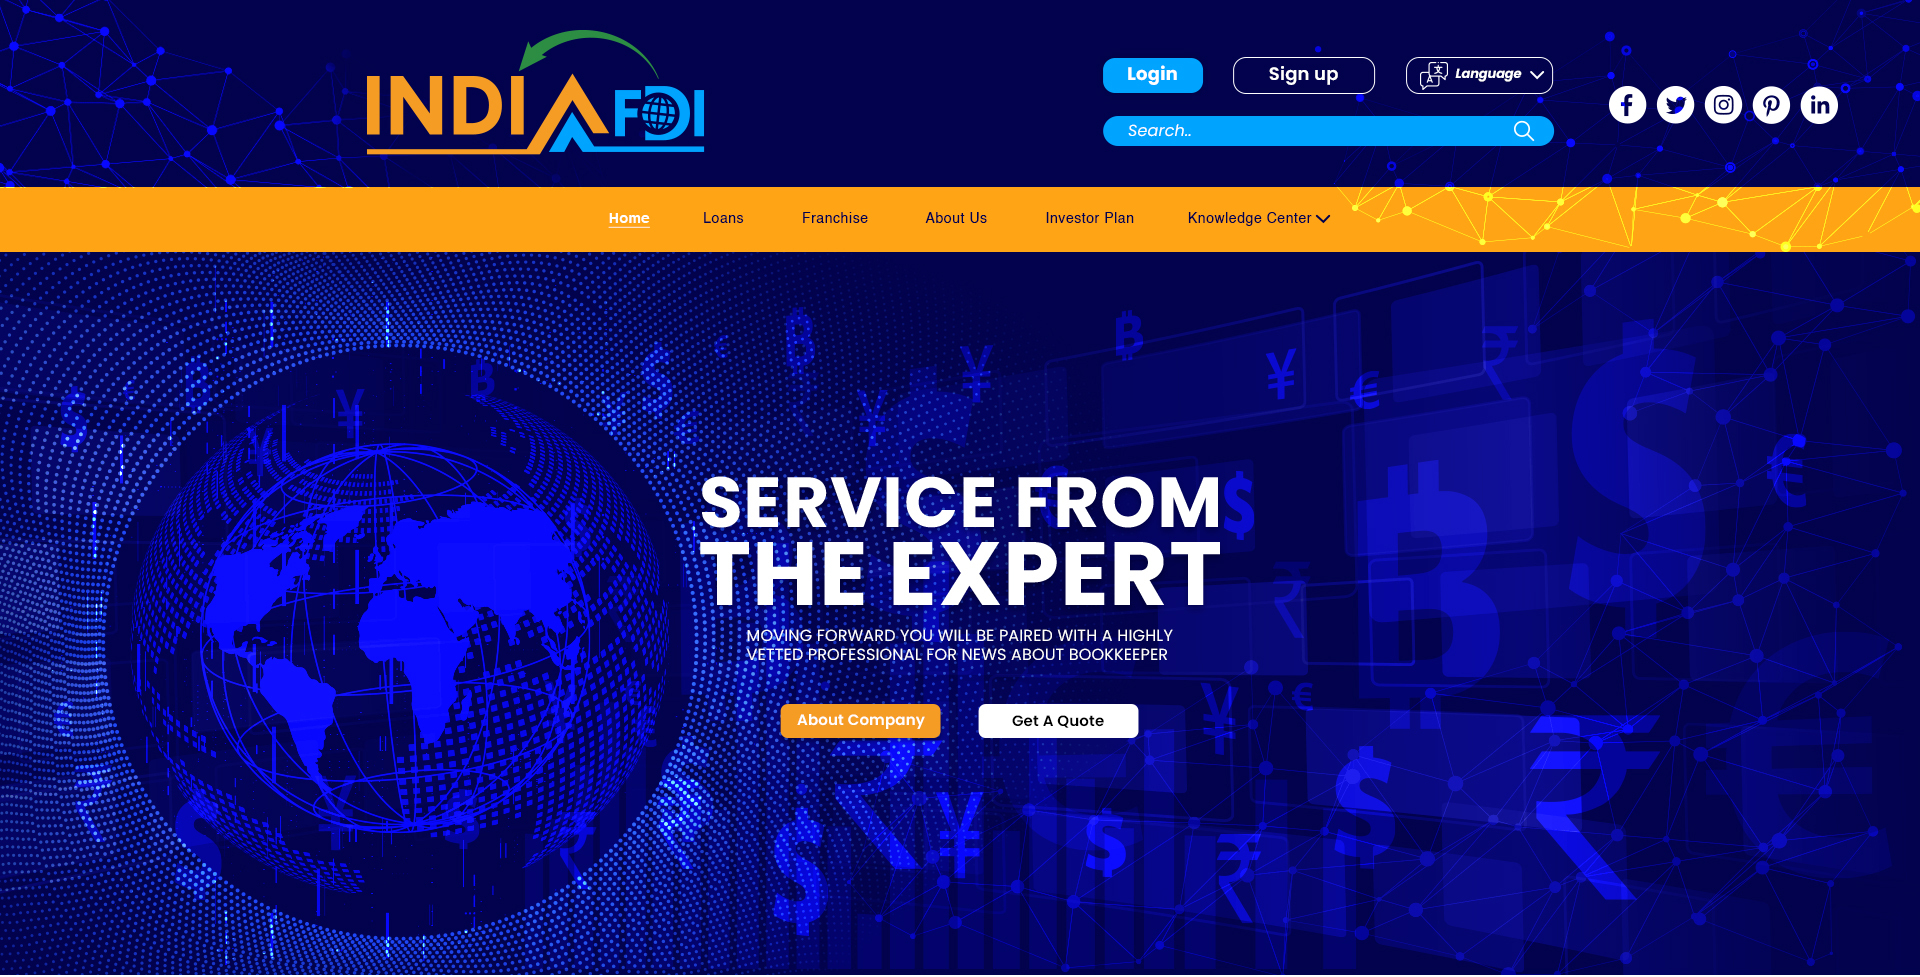 INDIA FDI
Login
Sign up
Language
Search..
Home
Loans
Franchise
About Us
Investor Plan
Knowledge Center
SERVICE FROM
THE EXPERT
MOVING FORWARD YOU WILL BE PAIRED WITH A HIGHLY
VETTED PROFESSIONAL FOR NEWS ABOUT BOOKKEEPER
About Company
Get A Quote